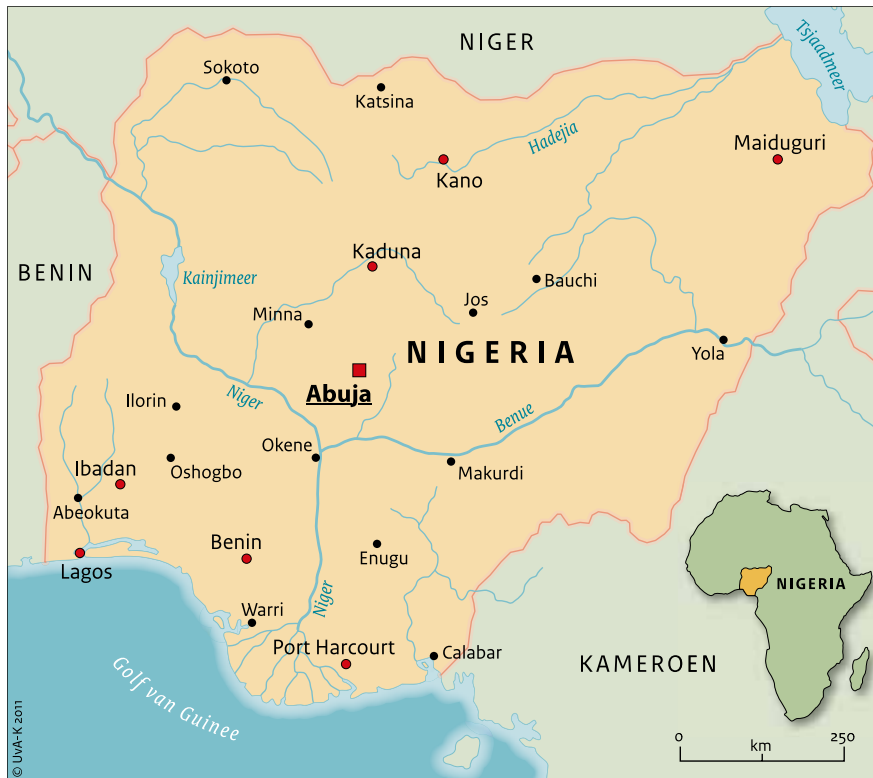 NIGER
Tsjaadmeer
Sokoto
Katsina
Hadejia
Maiduguri
Kano
BENIN
Kainjimeer
Kaduna
Bauchi
Jos
Minna
NIGERIA
Yola
Abuja
Niger
Ilorin
Benue
Okene
Oshogbo
Makurdi
Ibadan
Abeokuta
Benin
Enugu
Lagos
NIGERIA
Niger
Warri
Port Harcourt
Calabar
KAMEROEN
Golf van Guinee
0 250
km
© UvA-K 2011